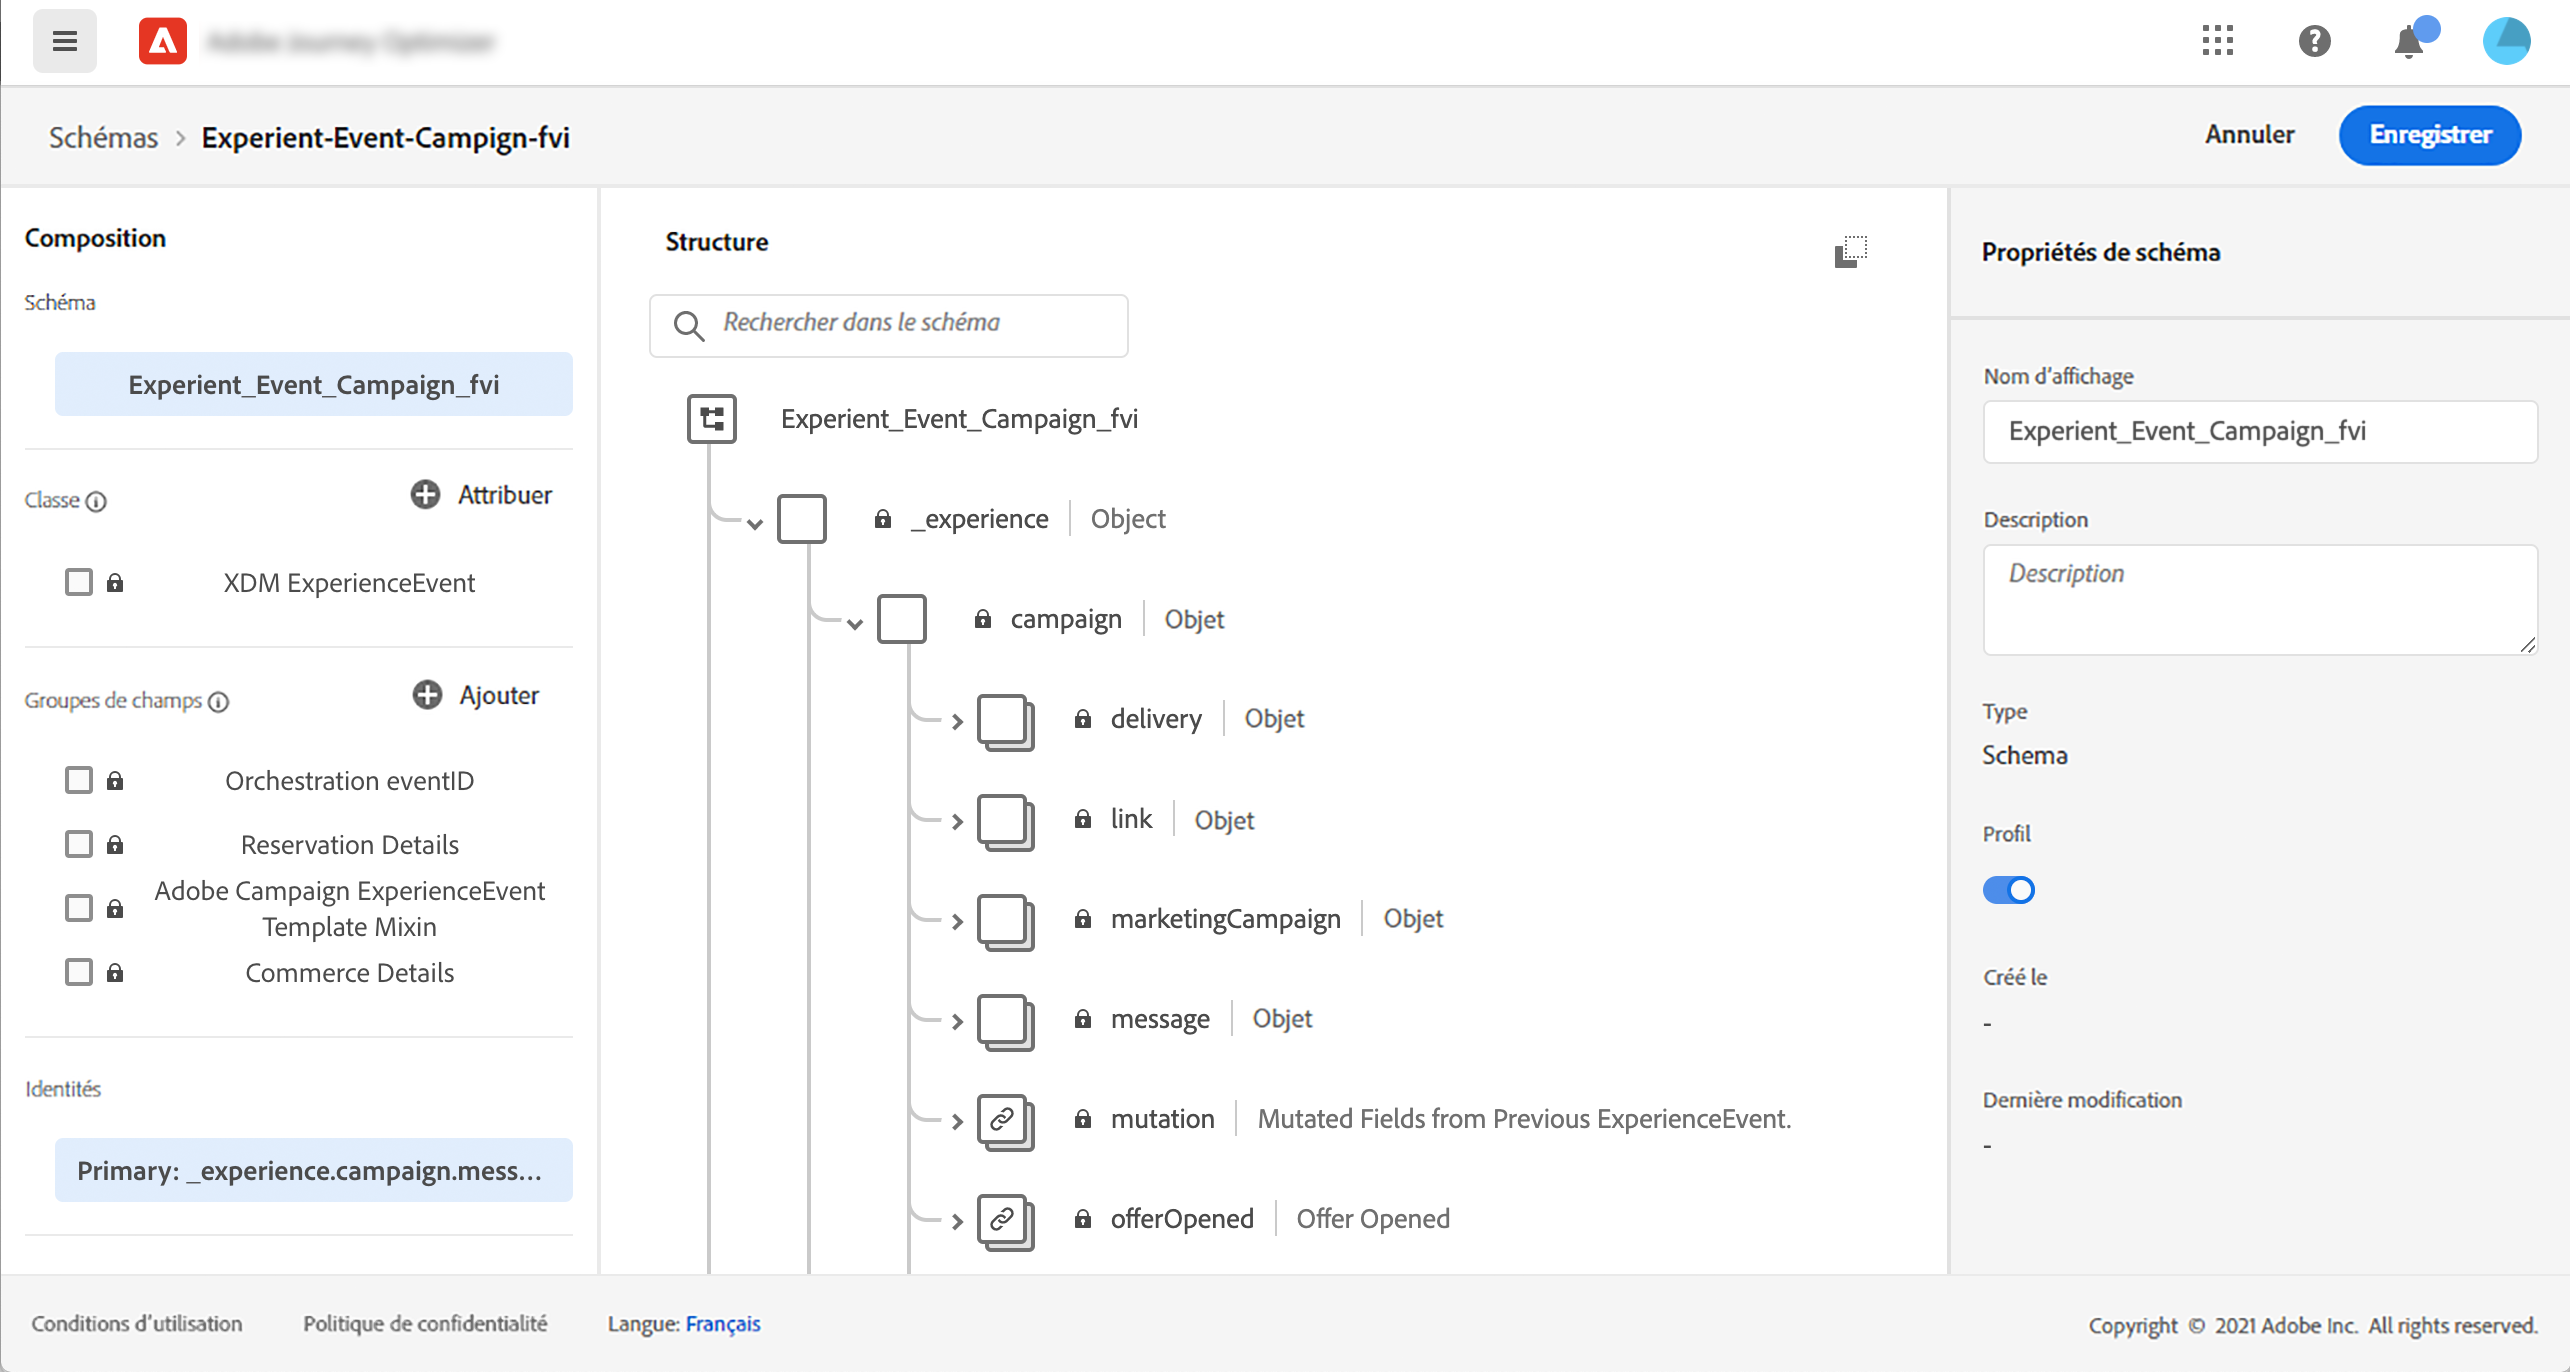 Schémas > Experient-Event-Campign-fvi
Annuler
Enregistrer
Composition
Schéma
Experient_Event_Campaign_fvi
Classe
Attribuer
XDM ExperienceEvent
Groupes de champs
Ajouter
Orchestration eventID
Reservation Details
Adobe Campaign ExperienceEvent
Template Mixin
Commerce Details
Identités
Primary: _experience.campaign.mess...
Structure
Rechercher dans le schéma
Experient_Event_Campaign_fvi
_experience | Object
campaign | Objet
delivery | Objet
link | Objet
marketingCampaign | Objet
message | Objet
mutation | Mutated Fields from Previous ExperienceEvent.
offerOpened | Offer Opened
Propriétés de schéma
Nom d'affichage
Experient_Event_Campaign_fvi
Description
Description
Type
Schema
Profil
Créé le
-
Dernière modification
-
Conditions d'utilisation
Politique de confidentialité
Langue: Français
Copyright © 2021 Adobe Inc. All rights reserved.